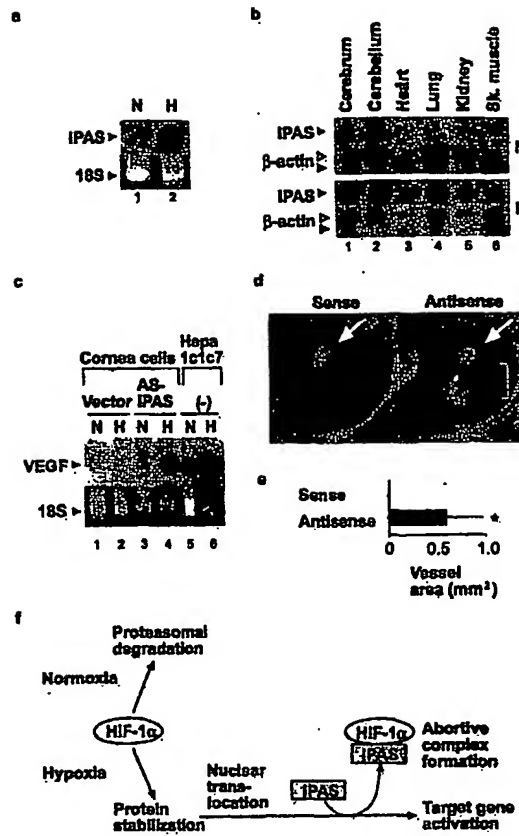 a
N H
IPAS
18S
1 2
b
Cerebrum
Cerebellum
Heart
Lung
Kidney
Sk. muscle
IPAS
β-actin
IPAS
β-actin
1 2 3 4 5 6
c
Cornea cells
Hepa
1c1c7
Vector
AS-
IPAS
(-)
N H N H N H
VEGF
18S
1 2 3 4 5 6
d
Sense Antisense
e
Sense
Antisense
*
0 0.5 1.0
Vessel
area (mm²)
f
Proteasomal
degradation
Normoxia
HIF-1α
Hypoxia
Protein
stabilization
Nuclear
trans-
location
IPAS
HIF-1α
IPAS
Abortive
complex
formation
Target gene
activation